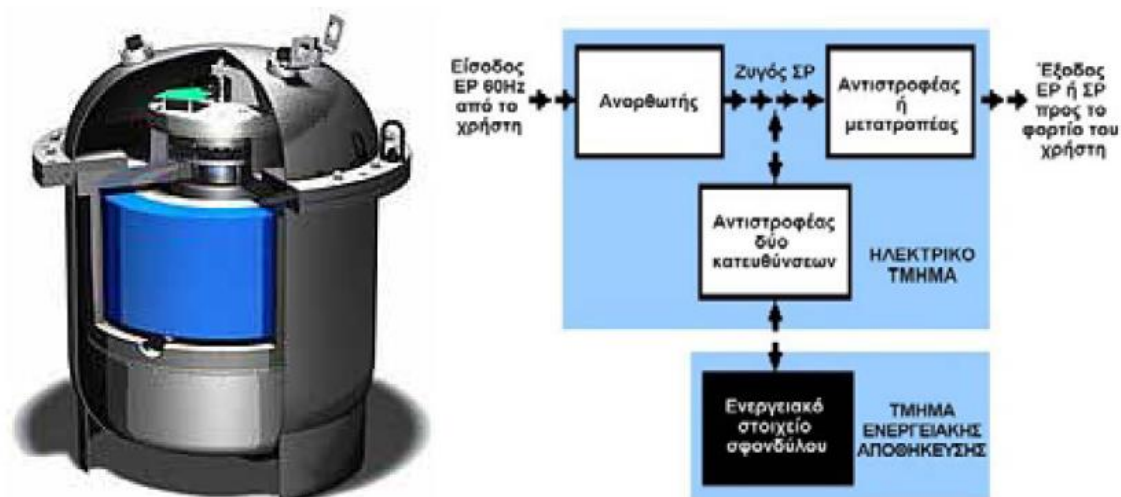 Είσοδος
ΕΡ 60Hz
από το
χρήστη
Ανορθωτής
Ζυγός ΣΡ
Αντιστροφέας
ή
μετατροπέας
Έξοδος
ΕΡ ή ΣΡ
προς το
φορτίο του
χρήστη
Αντιστροφέας
δύο
κατευθύνσεων
ΗΛΕΚΤΡΙΚΟ
ΤΜΗΜΑ
Ενεργειακό
στοιχείο
σφονδύλου
ΤΜΗΜΑ
ΕΝΕΡΓΕΙΑΚΗΣ
ΑΠΟΘΗΚΕΥΣΗΣ